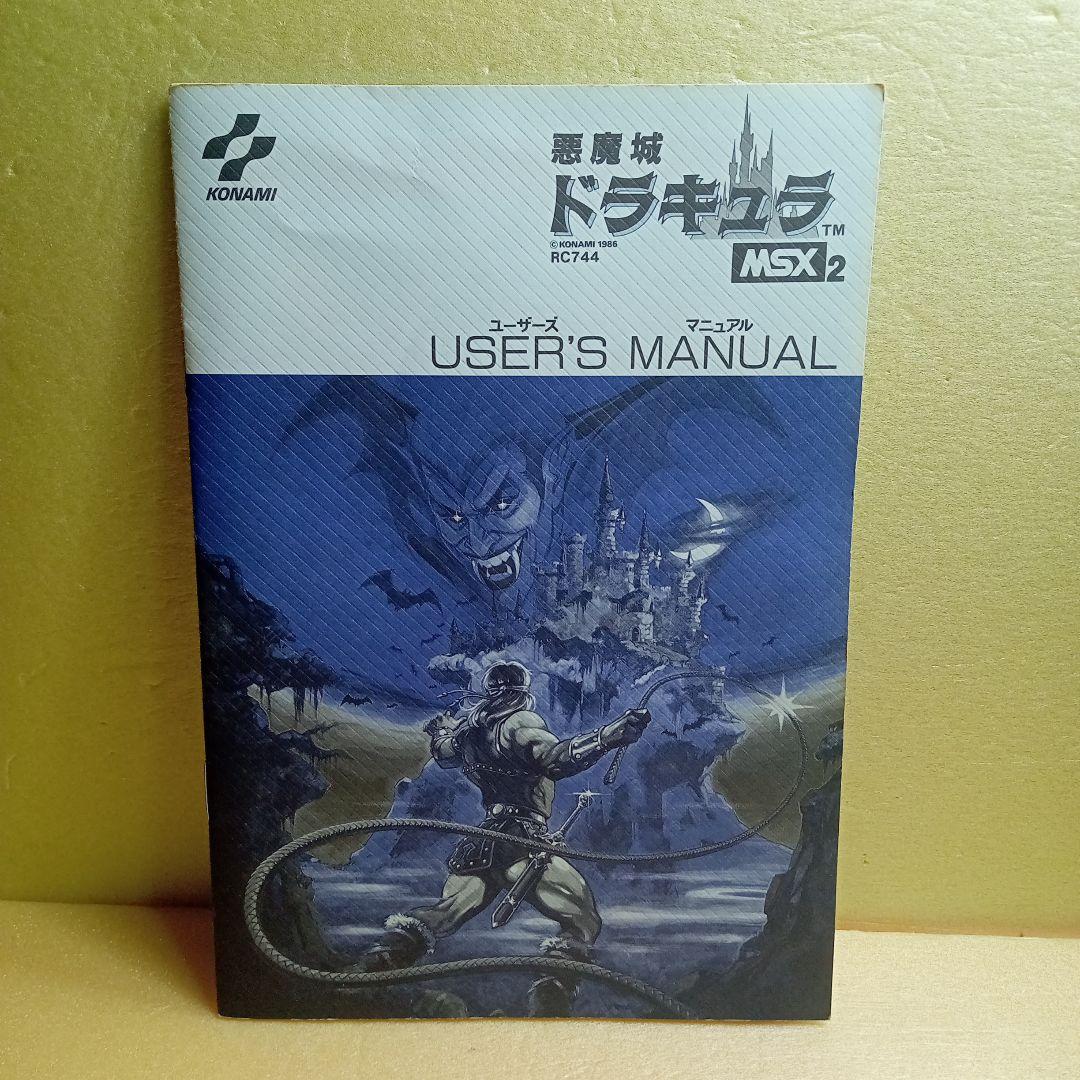 KONAMI
悪魔城
ドラキュラ TM
© KONAMI 1986
RC744
MSX 2
ユーザーズ マニュアル
USER'S MANUAL